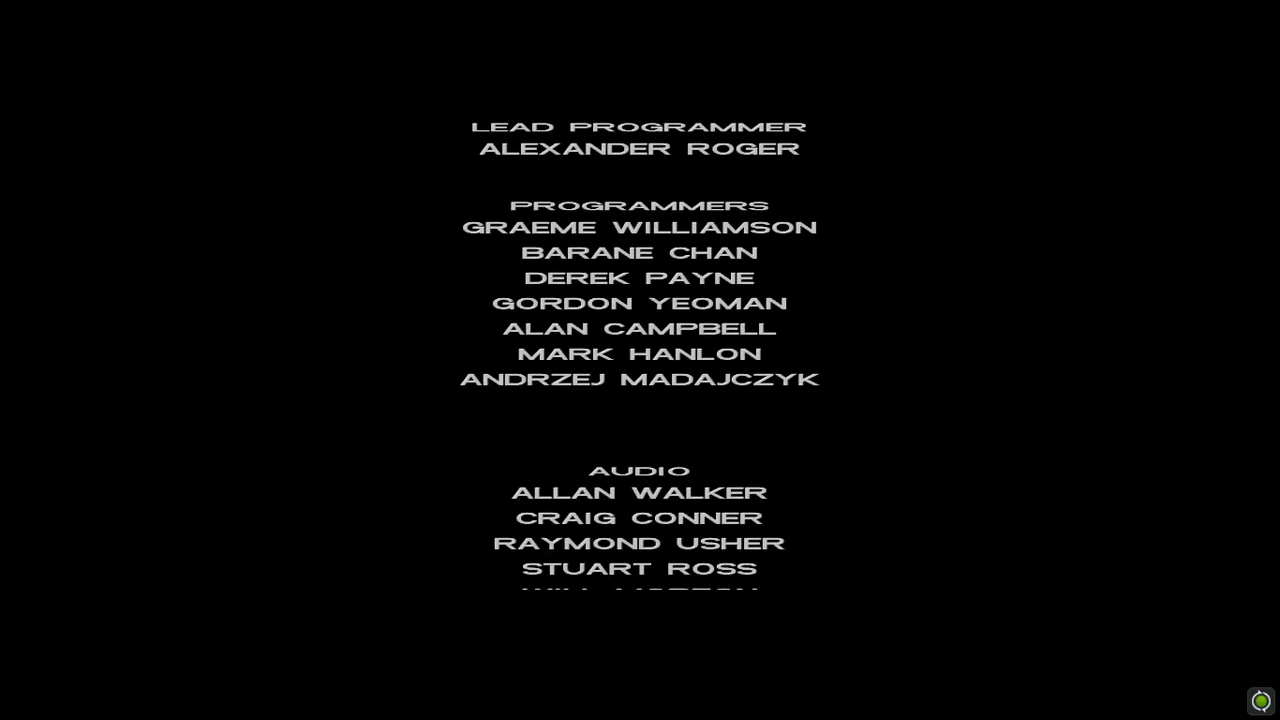 LEAD PROGRAMMER
ALEXANDER ROGER
PROGRAMMERS
GRAEME WILLIAMSON
BARANE CHAN
DEREK PAYNE
GORDON YEOMAN
ALAN CAMPBELL
MARK HANLON
ANDRZEJ MADAJCZYK
AUDIO
ALLAN WALKER
CRAIG CONNER
RAYMOND USHER
STUART ROSS